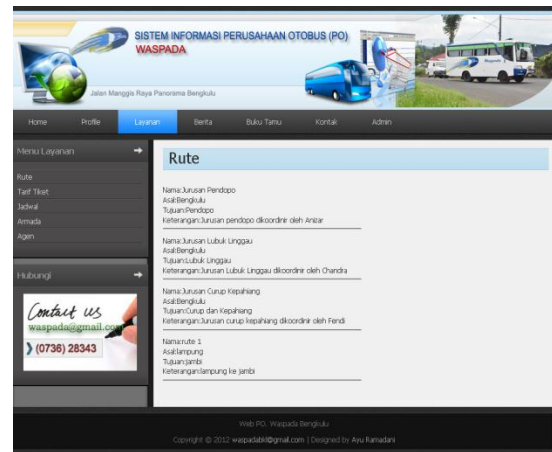 SISTEM INFORMASI PERUSAHAAN OTOBUS (PO)
WASPADA
Jalan Manggis Raya Panorama Bengkulu
Home Profile Layanan Berita Buku Tamu Kontak Admin
Menu Layanan
Rute
Tarif Tiket
Jadwal
Armada
Agen
Hubungi
Contact us
waspada@gmail.com
(0736) 28343
Rute
Nama:Jurusan Pendopo
Asal:Bengkulu
Tujuan:Pendopo
Keterangan:Jurusan pendopo dikoordinir oleh Anizar
Nama:Jurusan Lubuk Linggau
Asal:Bengkulu
Tujuan:Lubuk Linggau
Keterangan:Jurusan Lubuk Linggau dikoordinir oleh Chandra
Nama:Jurusan Curup Kepahiang
Asal:Bengkulu
Tujuan:Curup dan Kepahiang
Keterangan:Jurusan curup kepahiang dikoordinir oleh Fendi
Nama:rute 1
Asal:lampung
Tujuan:jambi
Keterangan:lampung ke jambi
Web PO. Waspada Bengkulu
Copyright © 2012 waspadabkl@gmail.com | Designed by Ayu Ramadani